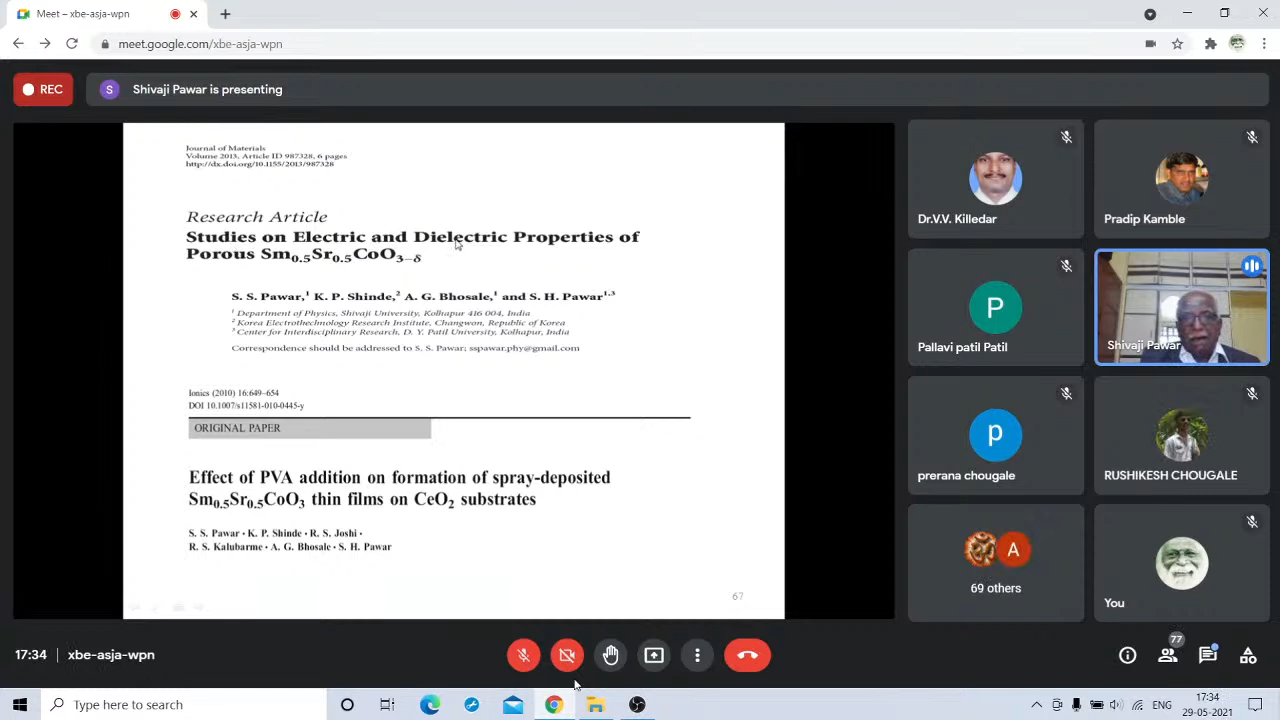 Meet – xbe-asja-wpn
meet.google.com/xbe-asja-wpn
REC
S
Shivaji Pawar is presenting
Journal of Materials
Volume 2013, Article ID 987328, 6 pages
http://dx.doi.org/10.1155/2013/987328
Research Article
Studies on Electric and Dielectric Properties of
Porous Sm0.5Sr0.5CoO3−δ
S. S. Pawar,1 K. P. Shinde,2 A. G. Bhosale,1 and S. H. Pawar1,3
1 Department of Physics, Shivaji University, Kolhapur 416 004, India
2 Korea Electrotechnology Research Institute, Changwon, Republic of Korea
3 Center for Interdisciplinary Research, D. Y. Patil University, Kolhapur, India
Correspondence should be addressed to S. S. Pawar; sspawar.phy@gmail.com
Ionics (2010) 16:649–654
DOI 10.1007/s11581-010-0445-y
ORIGINAL PAPER
Effect of PVA addition on formation of spray-deposited
Sm0.5Sr0.5CoO3 thin films on CeO2 substrates
S. S. Pawar · K. P. Shinde · R. S. Joshi ·
R. S. Kalubarme · A. G. Bhosale · S. H. Pawar
67
Dr.V.V. Killedar
Pradip Kamble
P
Pallavi patil Patil
Shivaji Pawar
p
prerana chougale
RUSHIKESH CHOUGALE
A
69 others
You
17:34 | xbe-asja-wpn
77
Type here to search
17:34
29-05-2021